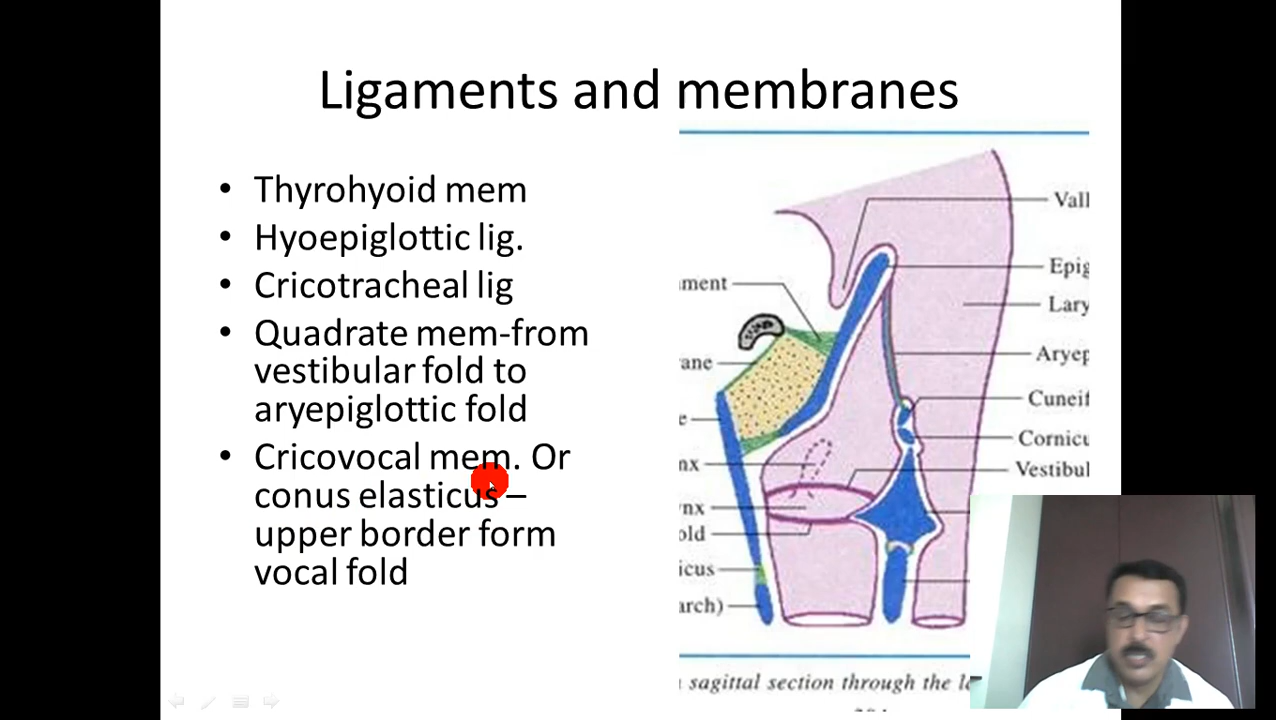 Ligaments and membranes
• Thyrohyoid mem
• Hyoepiglottic lig.
• Cricotracheal lig
• Quadrate mem-from
vestibular fold to
aryepiglottic fold
• Cricovocal mem. Or
conus elasticus –
upper border form
vocal fold
Vall
Epig
ment
Lary
Aryep
ane
Cuneif
e
Cornicu
nx
Vestibul
nx
old
icus
arch)
sagittal section through the l